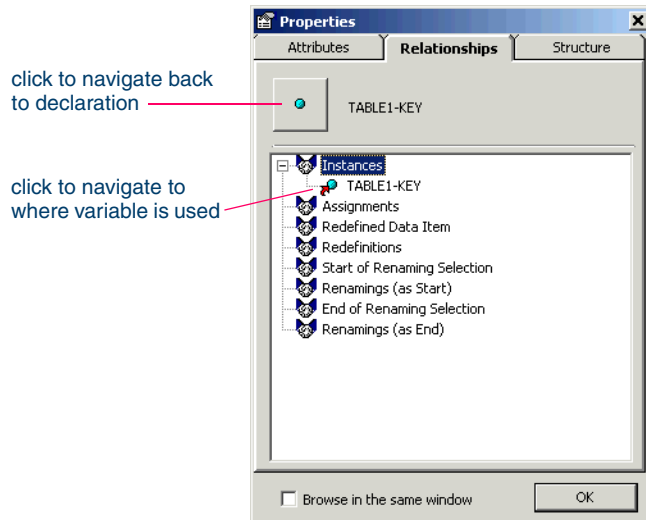 Properties
Attributes Relationships Structure
click to navigate back
to declaration
TABLE1-KEY
Instances
TABLE1-KEY
click to navigate to
where variable is used
Assignments
Redefined Data Item
Redefinitions
Start of Renaming Selection
Renamings (as Start)
End of Renaming Selection
Renamings (as End)
Browse in the same window
OK